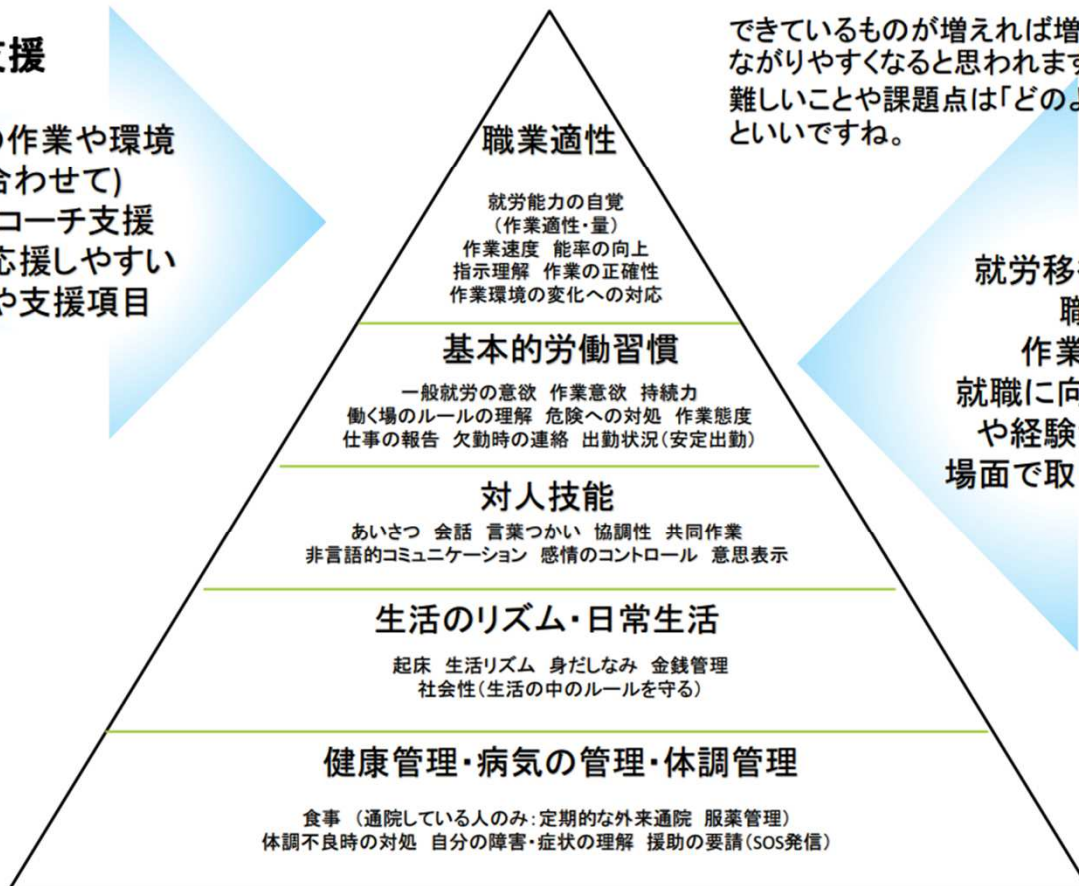 支援
の作業や環境
合わせて)
コーチ支援
応援しやすい
や支援項目
できているものが増えれば増
ながりやすくなると思われます
難しいことや課題点は「どのよ
といいですね。
職業適性
就労能力の自覚
（作業適性・量）
作業速度 能率の向上
指示理解 作業の正確性
作業環境の変化への対応
基本的労働習慣
一般就労の意欲 作業意欲 持続力
働く場のルールの理解 危険への対処 作業態度
仕事の報告 欠勤時の連絡 出勤状況（安定出勤）
対人技能
あいさつ 会話 言葉つかい 協調性 共同作業
非言語的コミュニケーション 感情のコントロール 意思表示
生活のリズム・日常生活
起床 生活リズム 身だしなみ 金銭管理
社会性（生活の中のルールを守る）
健康管理・病気の管理・体調管理
食事 （通院している人のみ：定期的な外来通院 服薬管理）
体調不良時の対処 自分の障害・症状の理解 援助の要請（SOS発信）
就労移
職
作業
就職に向
や経験
場面で取